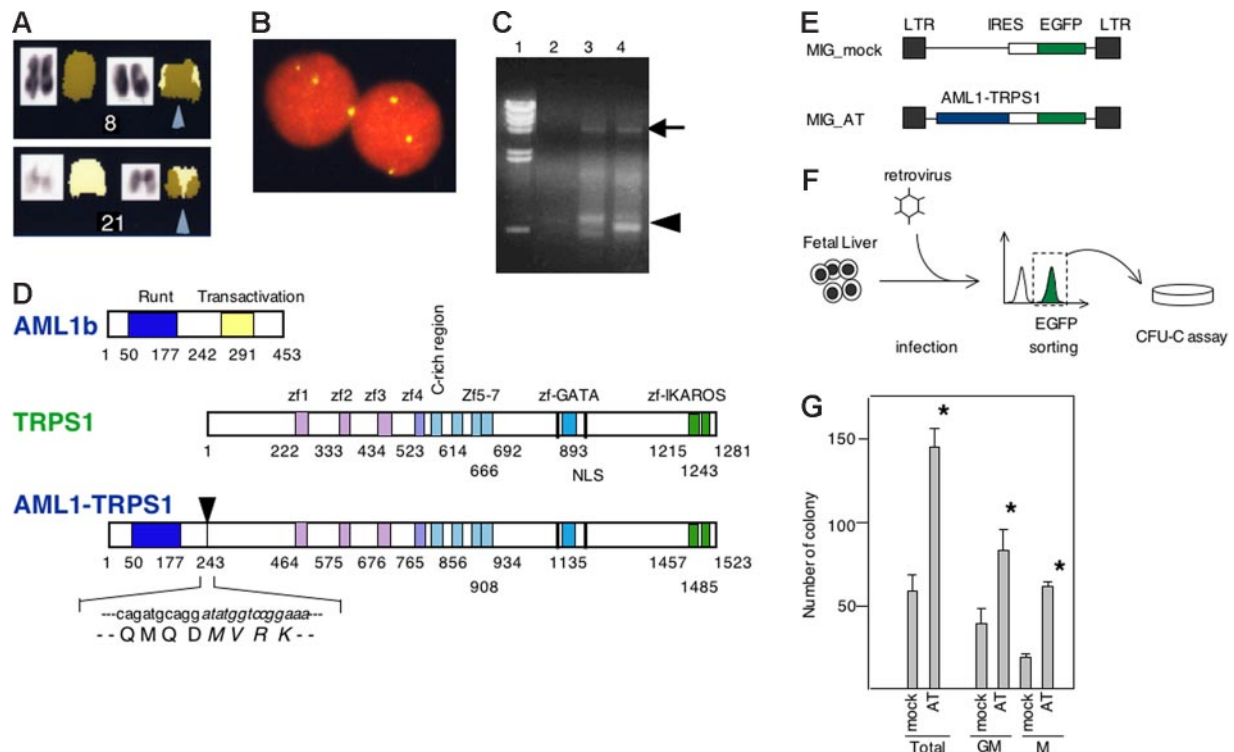 A
8
21
B
C
1 2 3 4
D
Runt Transactivation
AML1b
1 50 177 242 291 453
C-rich region
zf1 zf2 zf3 zf4 Zf5-7 zf-GATA zf-IKAROS
TRPS1
1 222 333 434 523 614 692 893 1215 1281
666 NLS 1243
AML1-TRPS1
1 50 177 243 464 575 676 765 856 934 1135 1457 1523
908 1485
---cagatgcagg atatggtccggaaa---
--Q M Q D M V R K--
E
LTR IRES EGFP LTR
MIG_mock
AML1-TRPS1
MIG_AT
F
retrovirus
Fetal Liver
infection
EGFP
sorting
CFU-C assay
G
Number of colony
150
100
50
* * *
mock AT mock AT mock AT
Total GM M